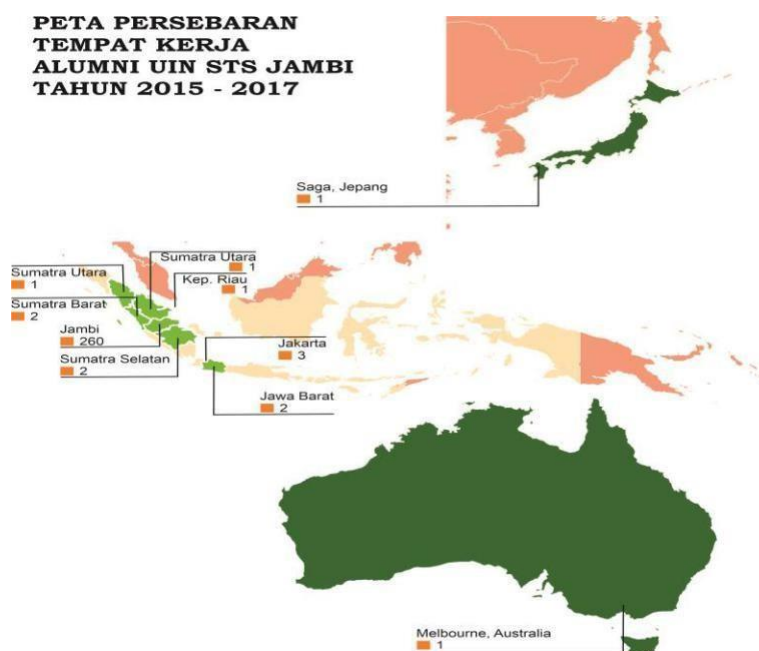 PETA PERSEBARAN
TEMPAT KERJA
ALUMNI UIN STS JAMBI
TAHUN 2015 - 2017
Saga, Jepang
1
Sumatra Utara
1
Sumatra Utara
1
Kep. Riau
1
Sumatra Barat
2
Jambi
260
Sumatra Selatan
2
Jakarta
3
Jawa Barat
2
Melbourne, Australia
1